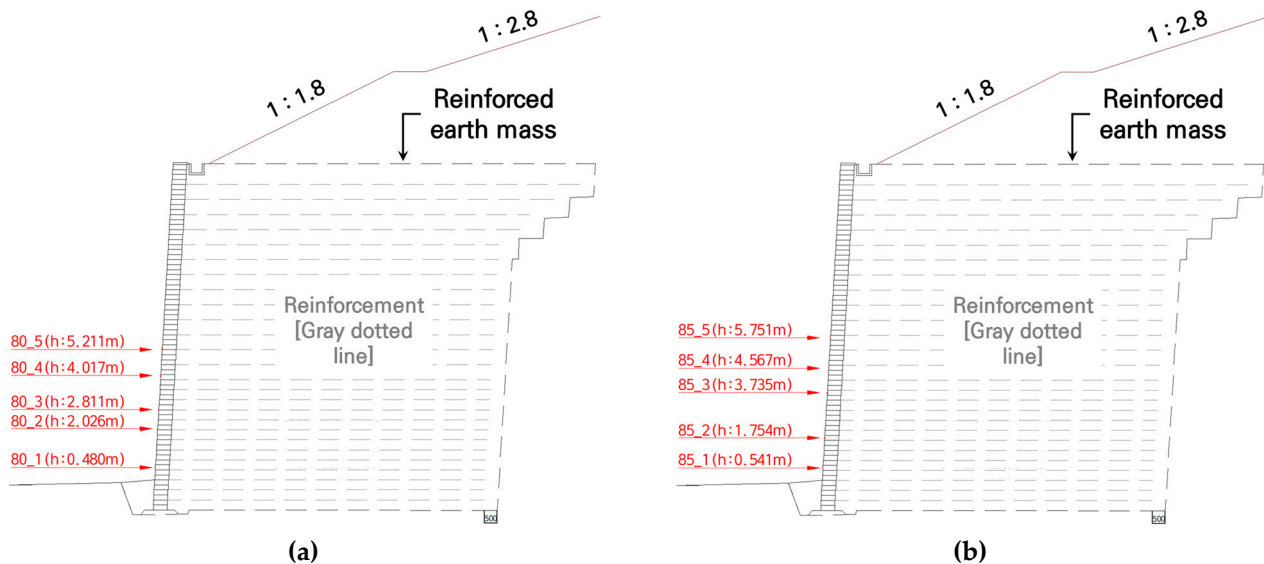 1 : 2.8
1 : 1.8
Reinforced
earth mass
Reinforcement
[Gray dotted
line]
80_5(h:5.211m)
80_4(h:4.017m)
80_3(h:2.811m)
80_2(h:2.026m)
80_1(h:0.480m)
500
(a)
1 : 2.8
1 : 1.8
Reinforced
earth mass
Reinforcement
[Gray dotted
line]
85_5(h:5.751m)
85_4(h:4.567m)
85_3(h:3.735m)
85_2(h:1.754m)
85_1(h:0.541m)
500
(b)